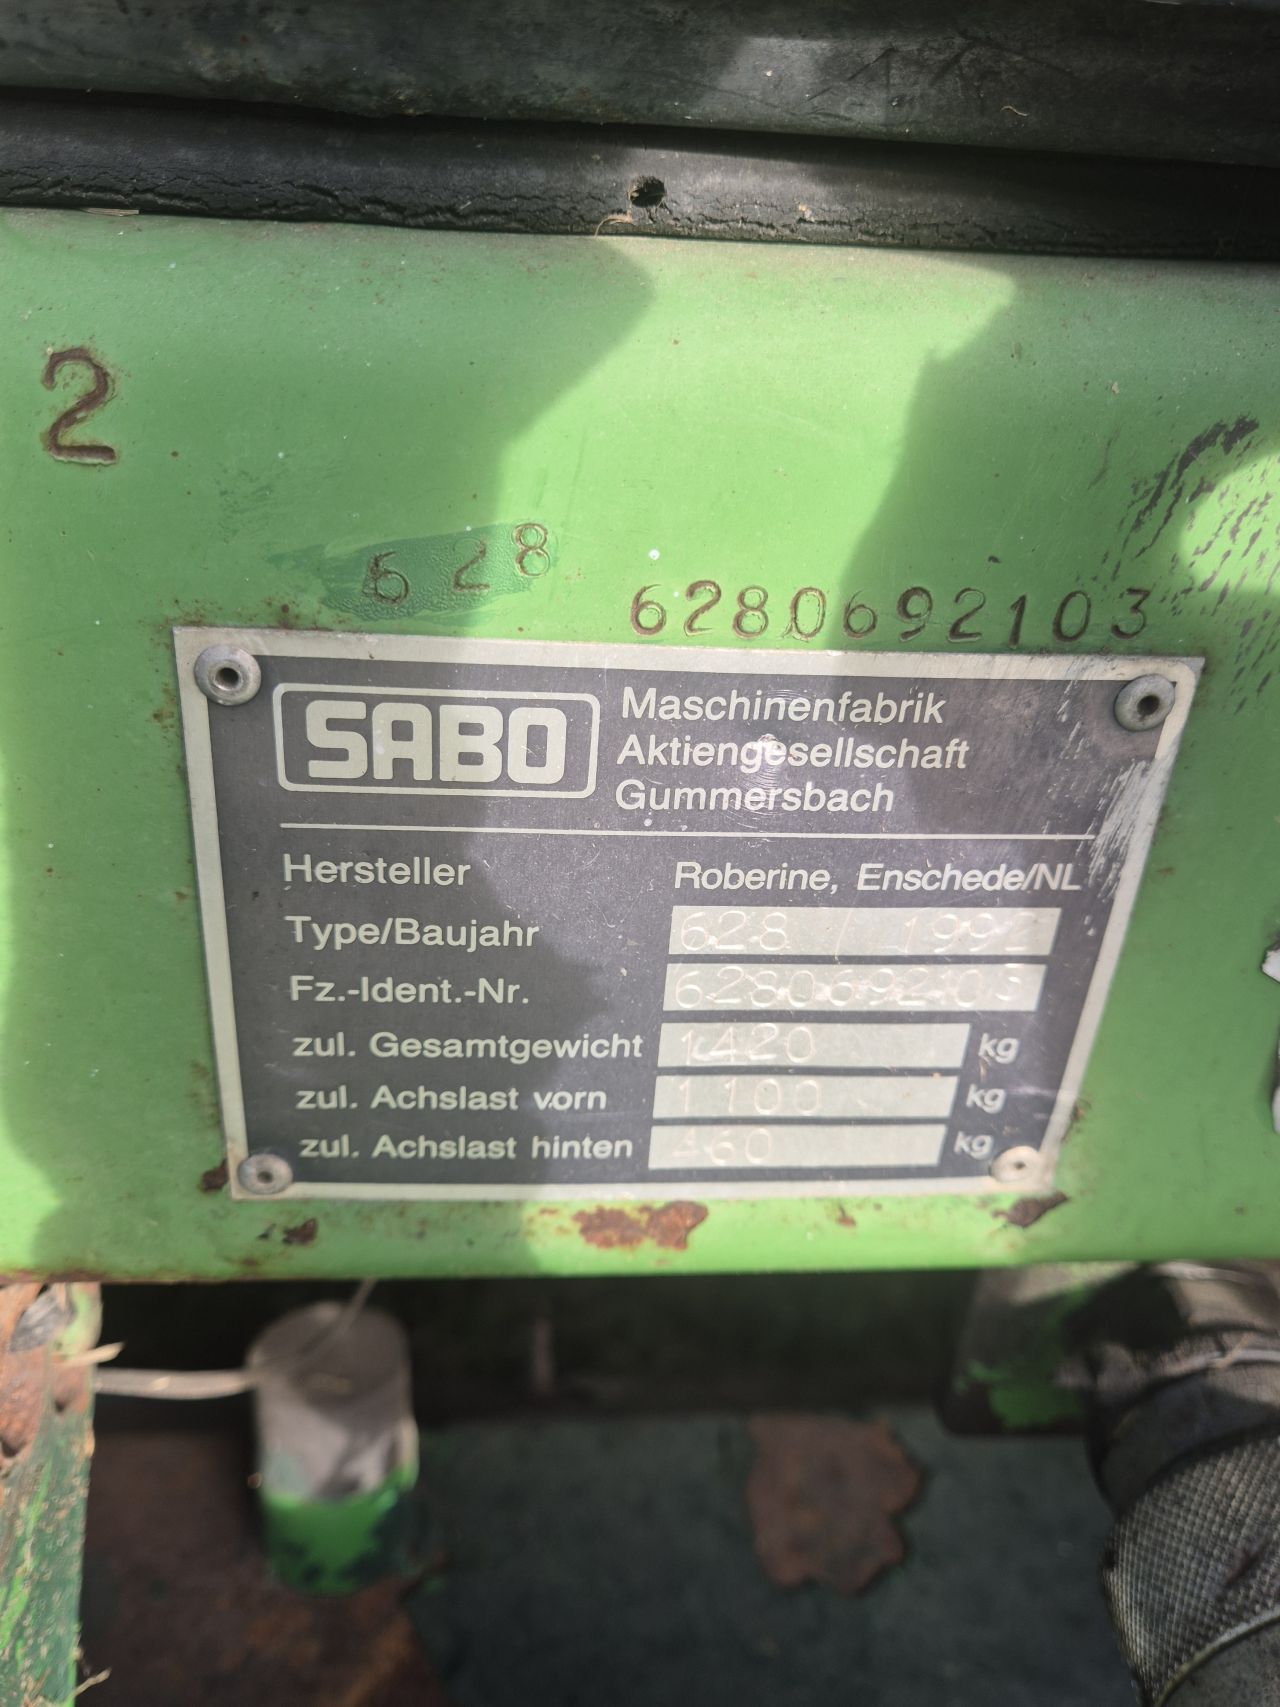 2
628
6280692103
SABO
Maschinenfabrik
Aktiengesellschaft
Gummersbach
Hersteller Roberine, Enschede/NL
Type/Baujahr 628 / 1992
Fz.-Ident.-Nr. 6280692103
zul. Gesamtgewicht 1420 kg
zul. Achslast vorn 1100 kg
zul. Achslast hinten 460 kg